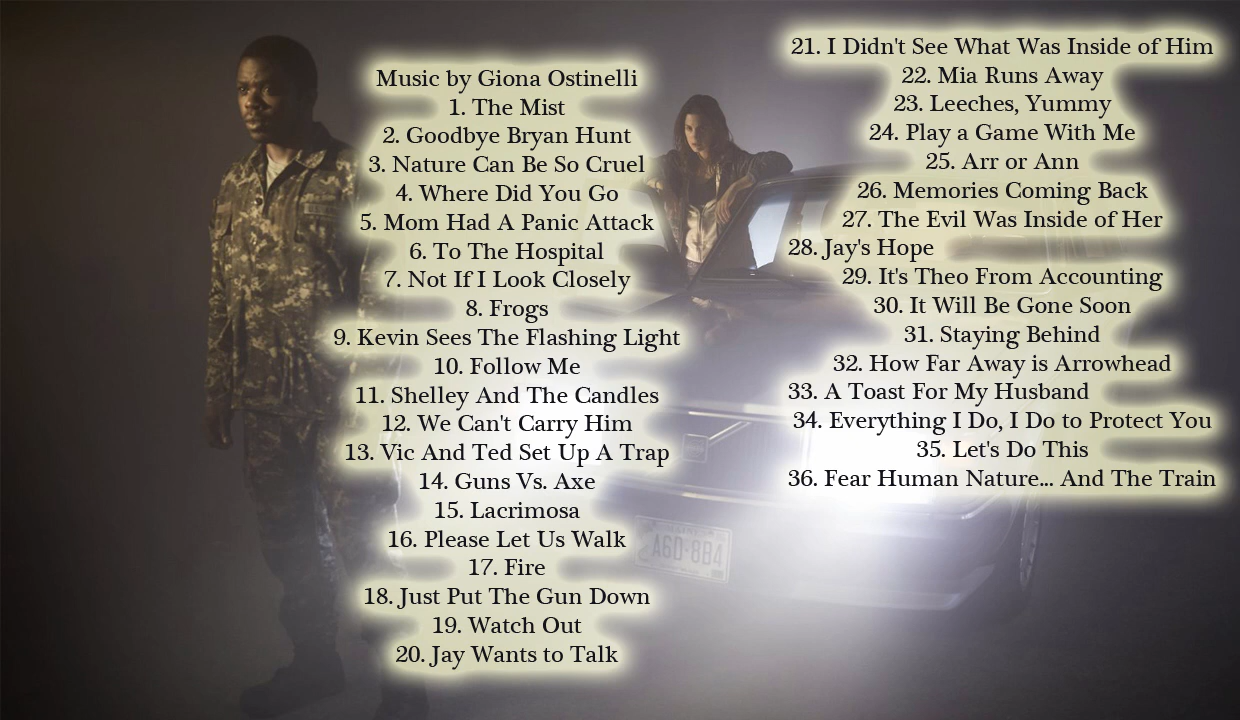 Music by Giona Ostinelli
1. The Mist
2. Goodbye Bryan Hunt
3. Nature Can Be So Cruel
4. Where Did You Go
5. Mom Had A Panic Attack
6. To The Hospital
7. Not If I Look Closely
8. Frogs
9. Kevin Sees The Flashing Light
10. Follow Me
11. Shelley And The Candles
12. We Can't Carry Him
13. Vic And Ted Set Up A Trap
14. Guns Vs. Axe
15. Lacrimosa
16. Please Let Us Walk
17. Fire
18. Just Put The Gun Down
19. Watch Out
20. Jay Wants to Talk
21. I Didn't See What Was Inside of Him
22. Mia Runs Away
23. Leeches, Yummy
24. Play a Game With Me
25. Arr or Ann
26. Memories Coming Back
27. The Evil Was Inside of Her
28. Jay's Hope
29. It's Theo From Accounting
30. It Will Be Gone Soon
31. Staying Behind
32. How Far Away is Arrowhead
33. A Toast For My Husband
34. Everything I Do, I Do to Protect You
35. Let's Do This
36. Fear Human Nature... And The Train
A6D 8B4